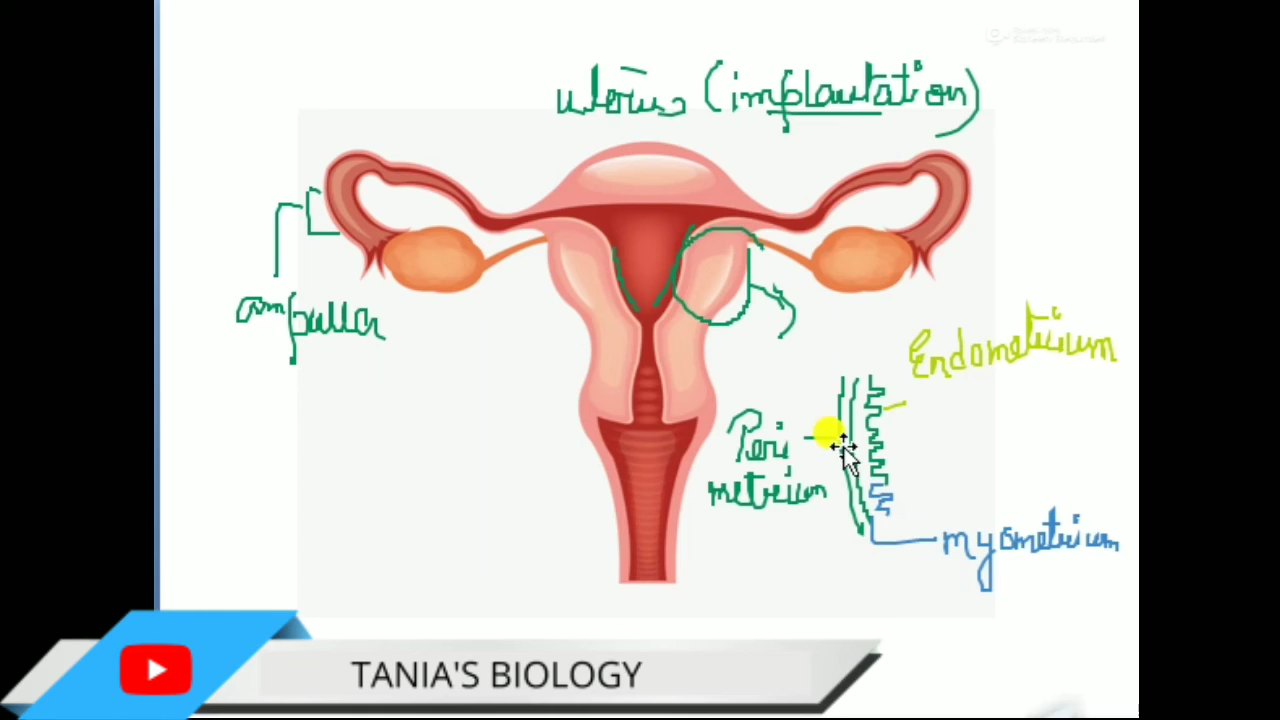 uterus (implantation)
ampulla
Endometrium
Peri
metrium
myometrium
TANIA'S BIOLOGY